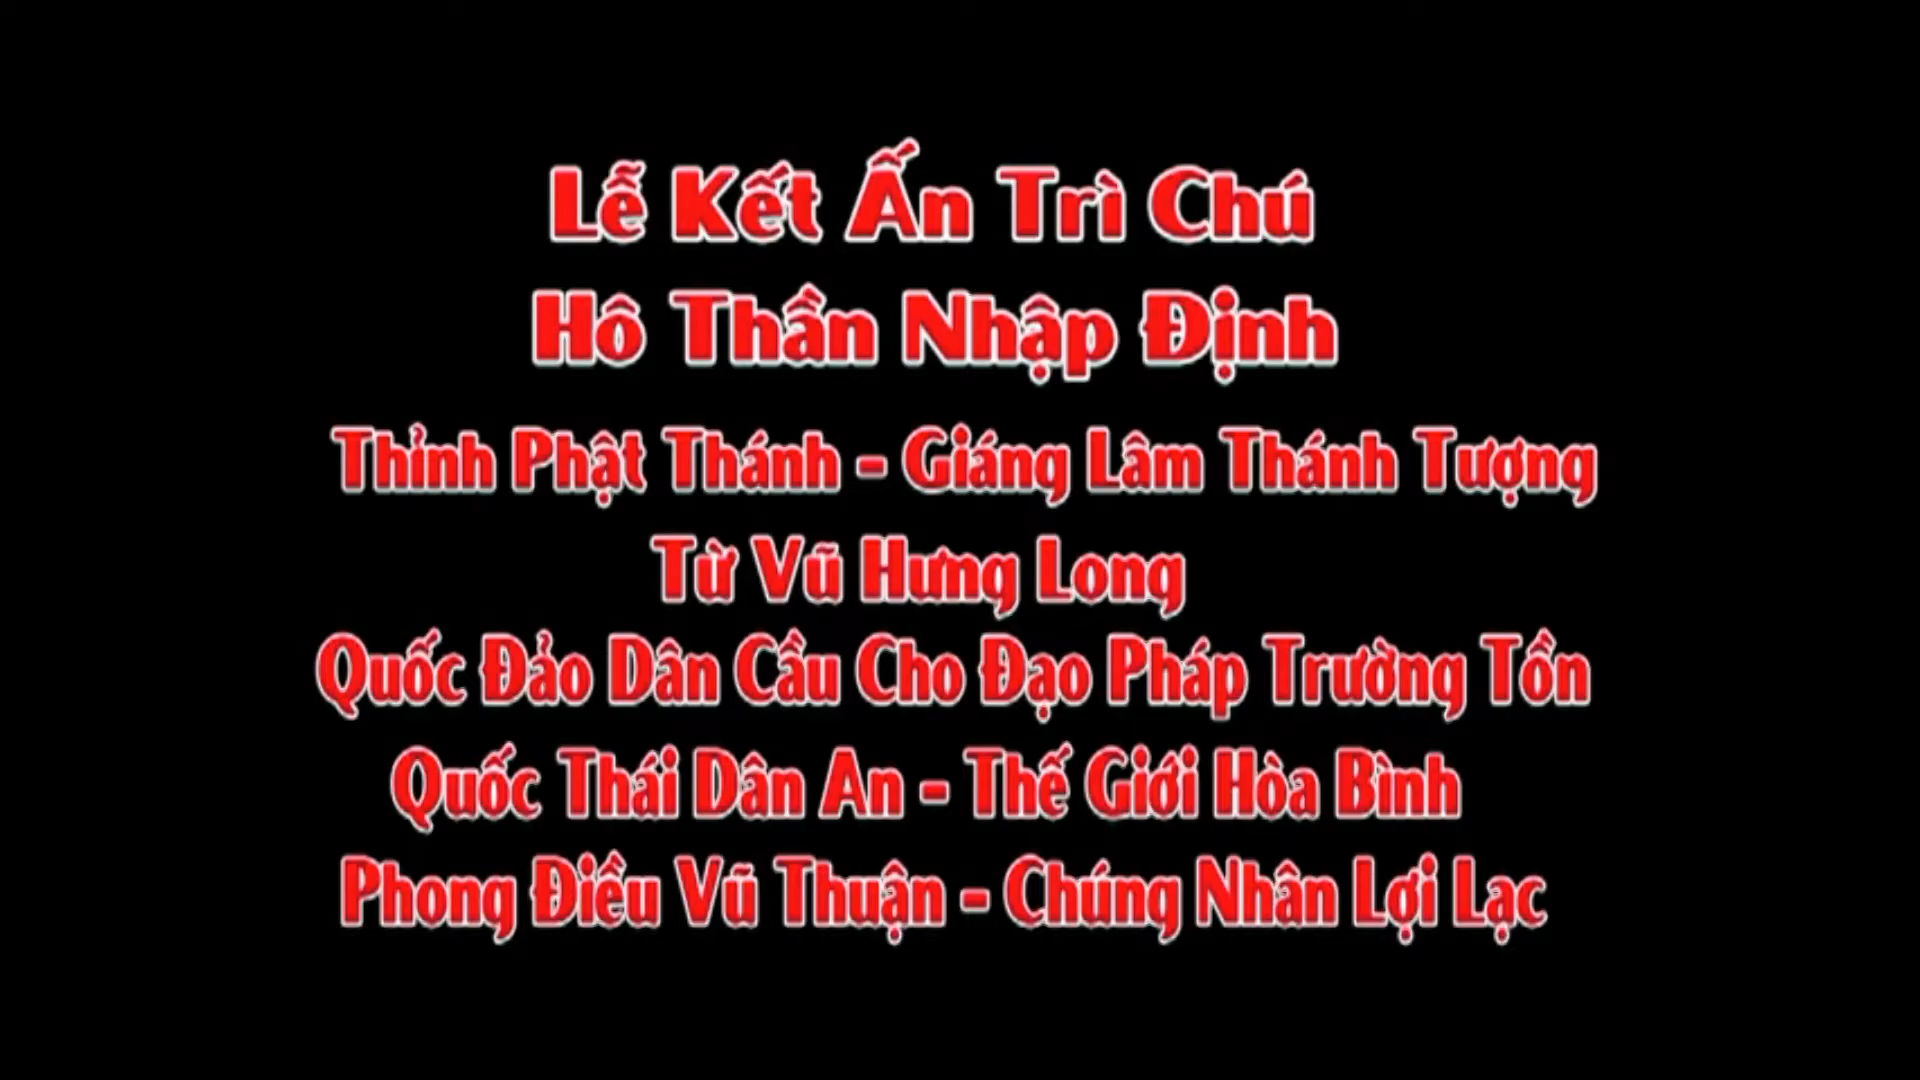 Lễ Kết Ấn Trì Chú
Hô Thần Nhập Định
Thỉnh Phật Thánh - Giáng Lâm Thánh Tượng
Từ Vũ Hưng Long
Quốc Đảo Dân Cầu Cho Đạo Pháp Trường Tồn
Quốc Thái Dân An - Thế Giới Hòa Bình
Phong Điều Vũ Thuận - Chúng Nhân Lợi Lạc